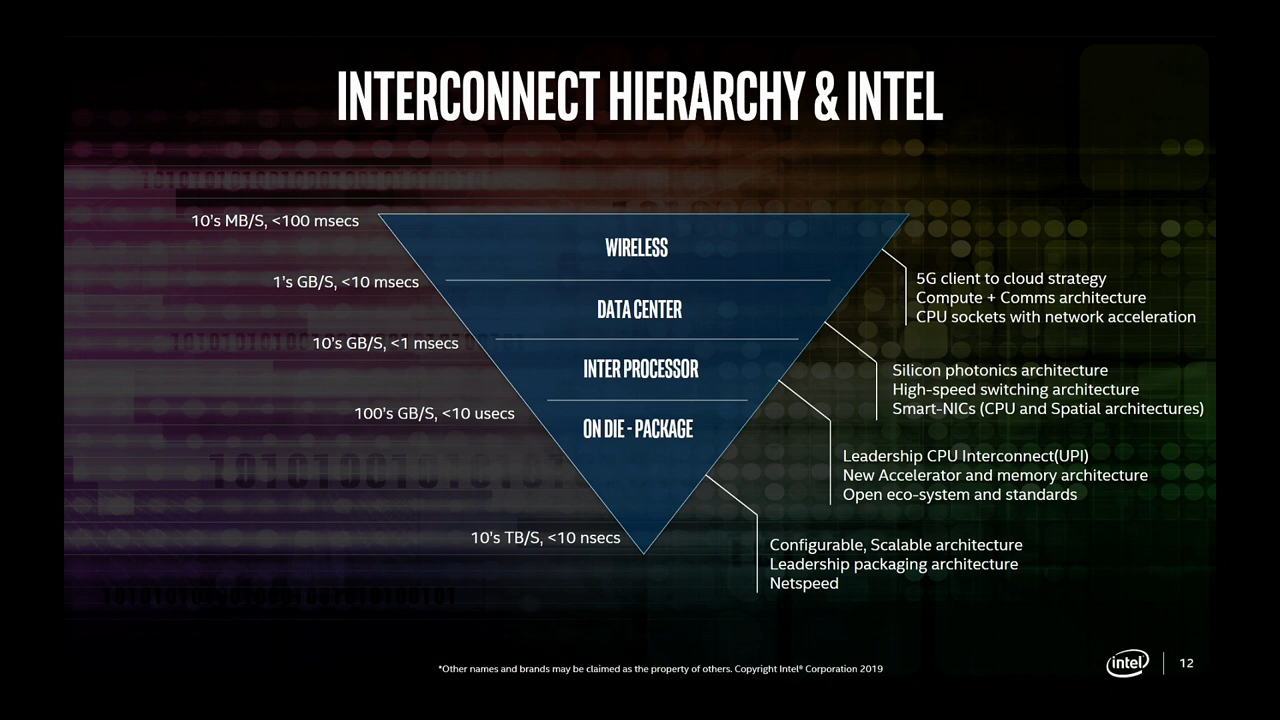 INTERCONNECT HIERARCHY & INTEL
10's MB/S, <100 msecs
WIRELESS
5G client to cloud strategy
Compute + Comms architecture
CPU sockets with network acceleration
1's GB/S, <10 msecs
DATA CENTER
Silicon photonics architecture
High-speed switching architecture
Smart-NICs (CPU and Spatial architectures)
10's GB/S, <1 msecs
INTER PROCESSOR
Leadership CPU Interconnect(UPI)
New Accelerator and memory architecture
Open eco-system and standards
100's GB/S, <10 usecs
ON DIE - PACKAGE
10's TB/S, <10 nsecs
Configurable, Scalable architecture
Leadership packaging architecture
Netspeed
*Other names and brands may be claimed as the property of others. Copyright Intel® Corporation 2019
intel
12